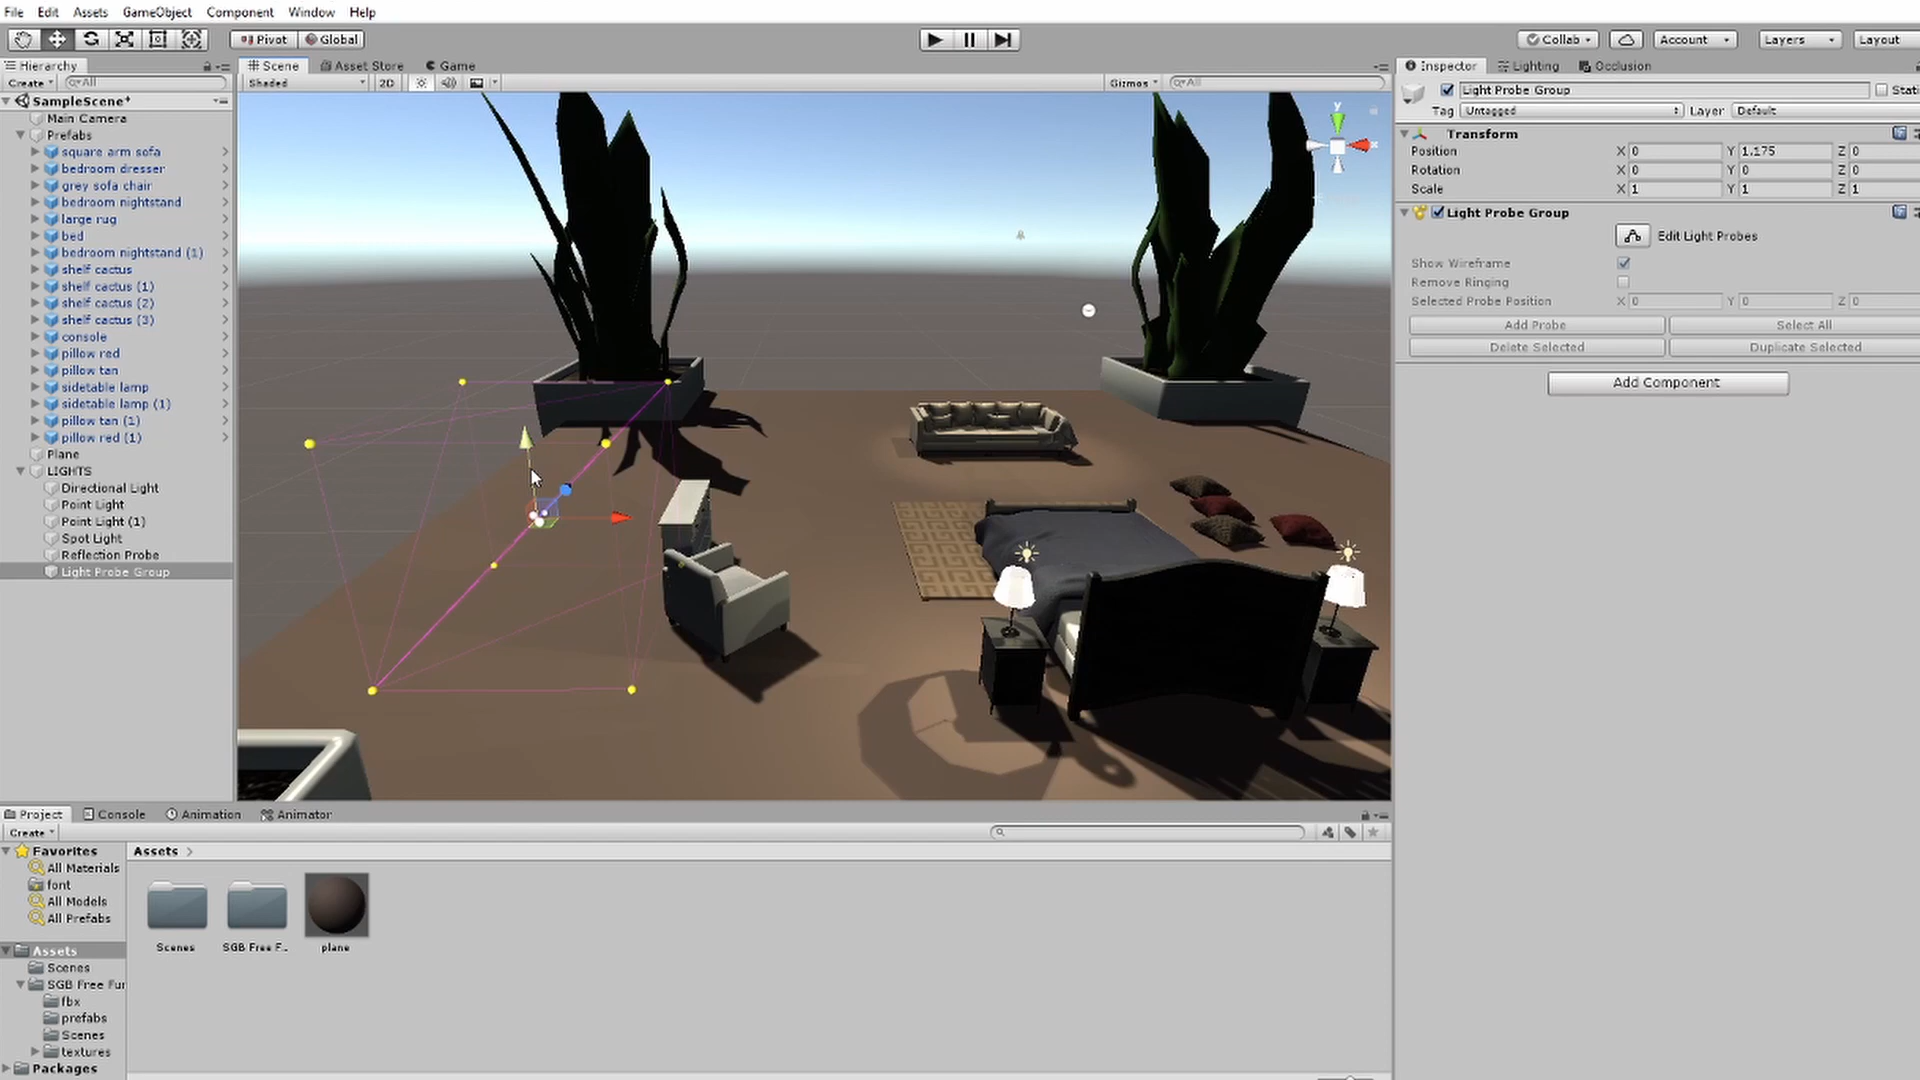 File Edit Assets GameObject Component Window Help
Pivot Global Collab Account Layers Layout
Hierarchy
Create All
SampleScene*
Main Camera
Prefabs
square arm sofa
bedroom dresser
grey sofa chair
bedroom nightstand
large rug
bed
bedroom nightstand (1)
shelf cactus
shelf cactus (1)
shelf cactus (2)
shelf cactus (3)
console
pillow red
pillow tan
sidetable lamp
sidetable lamp (1)
pillow tan (1)
pillow red (1)
Plane
LIGHTS
Directional Light
Point Light
Point Light (1)
Spot Light
Reflection Probe
Light Probe Group
Scene Asset Store Game
Shaded 2D Gizmos All
y
x
Inspector Lighting Occlusion
Light Probe Group Stati
Tag Untagged Layer Default
Transform
Position X 0 Y 1.175 Z 0
Rotation X 0 Y 0 Z 0
Scale X 1 Y 1 Z 1
Light Probe Group
Edit Light Probes
Show Wireframe
Remove Ringing
Selected Probe Position X 0 Y 0 Z 0
Add Probe Select All
Delete Selected Duplicate Selected
Add Component
Project Console Animation Animator
Create
Favorites
All Materials
font
All Models
All Prefabs
Assets
Scenes
SGB Free Fur
fbx
prefabs
Scenes
textures
Packages
Assets
Scenes SGB Free F... plane